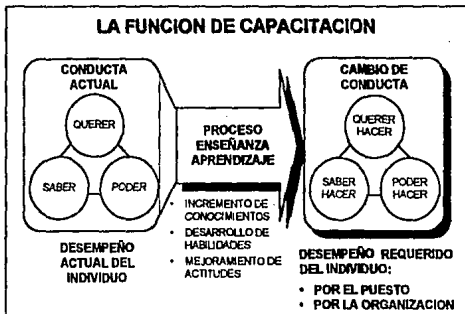 LA FUNCION DE CAPACITACION
CONDUCTA
ACTUAL
QUERER
SABER
PODER
DESEMPEÑO
ACTUAL DEL
INDIVIDUO
PROCESO
ENSEÑANZA
APRENDIZAJE
• INCREMENTO DE
CONOCIMIENTOS
• DESARROLLO DE
HABILIDADES
• MEJORAMIENTO DE
ACTITUDES
CAMBIO DE
CONDUCTA
QUERER
HACER
SABER
HACER
PODER
HACER
DESEMPEÑO REQUERIDO
DEL INDIVIDUO:
• POR EL PUESTO
• POR LA ORGANIZACION